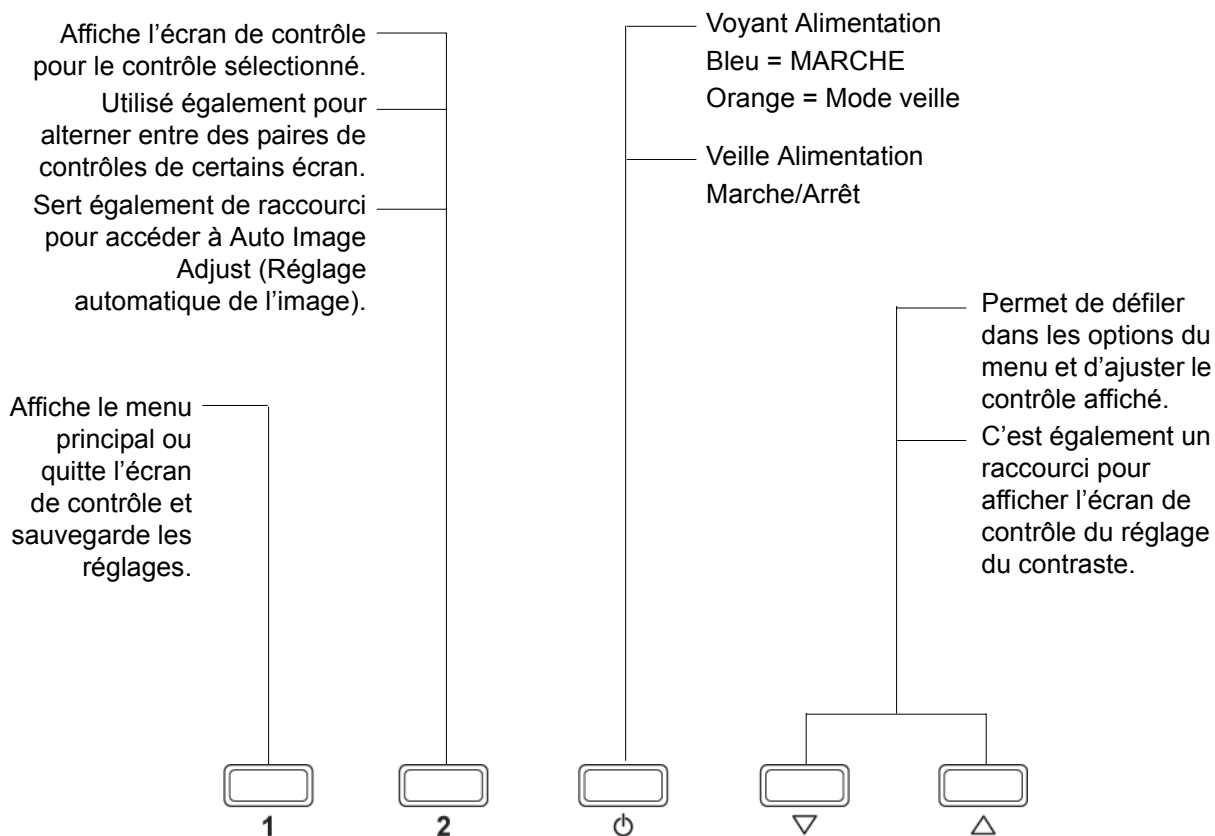 Affiche l’écran de contrôle
pour le contrôle sélectionné.
Utilisé également pour
alterner entre des paires de
contrôles de certains écran.
Sert également de raccourci
pour accéder à Auto Image
Adjust (Réglage
automatique de l’image).
Affiche le menu
principal ou
quitte l’écran
de contrôle et
sauvegarde les
réglages.
Voyant Alimentation
Bleu = MARCHE
Orange = Mode veille
Veille Alimentation
Marche/Arrêt
Permet de défiler
dans les options du
menu et d’ajuster le
contrôle affiché.
C’est également un
raccourci pour
afficher l’écran de
contrôle du réglage
du contraste.
1
2